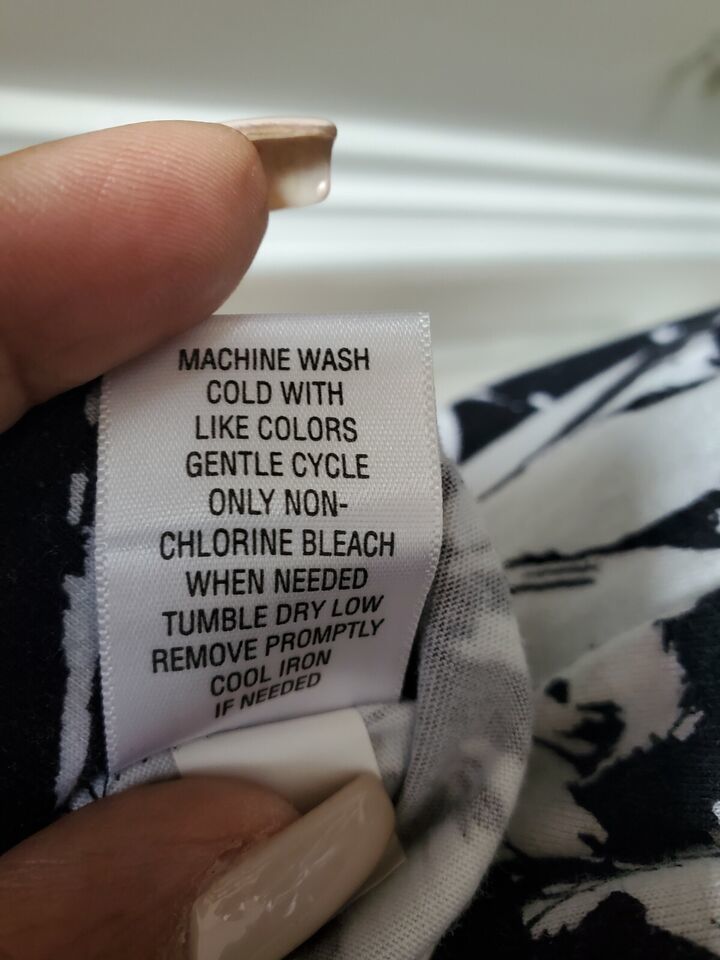 MACHINE WASH
COLD WITH
LIKE COLORS
GENTLE CYCLE
ONLY NON-
CHLORINE BLEACH
WHEN NEEDED
TUMBLE DRY LOW
REMOVE PROMPTLY
COOL IRON
IF NEEDED